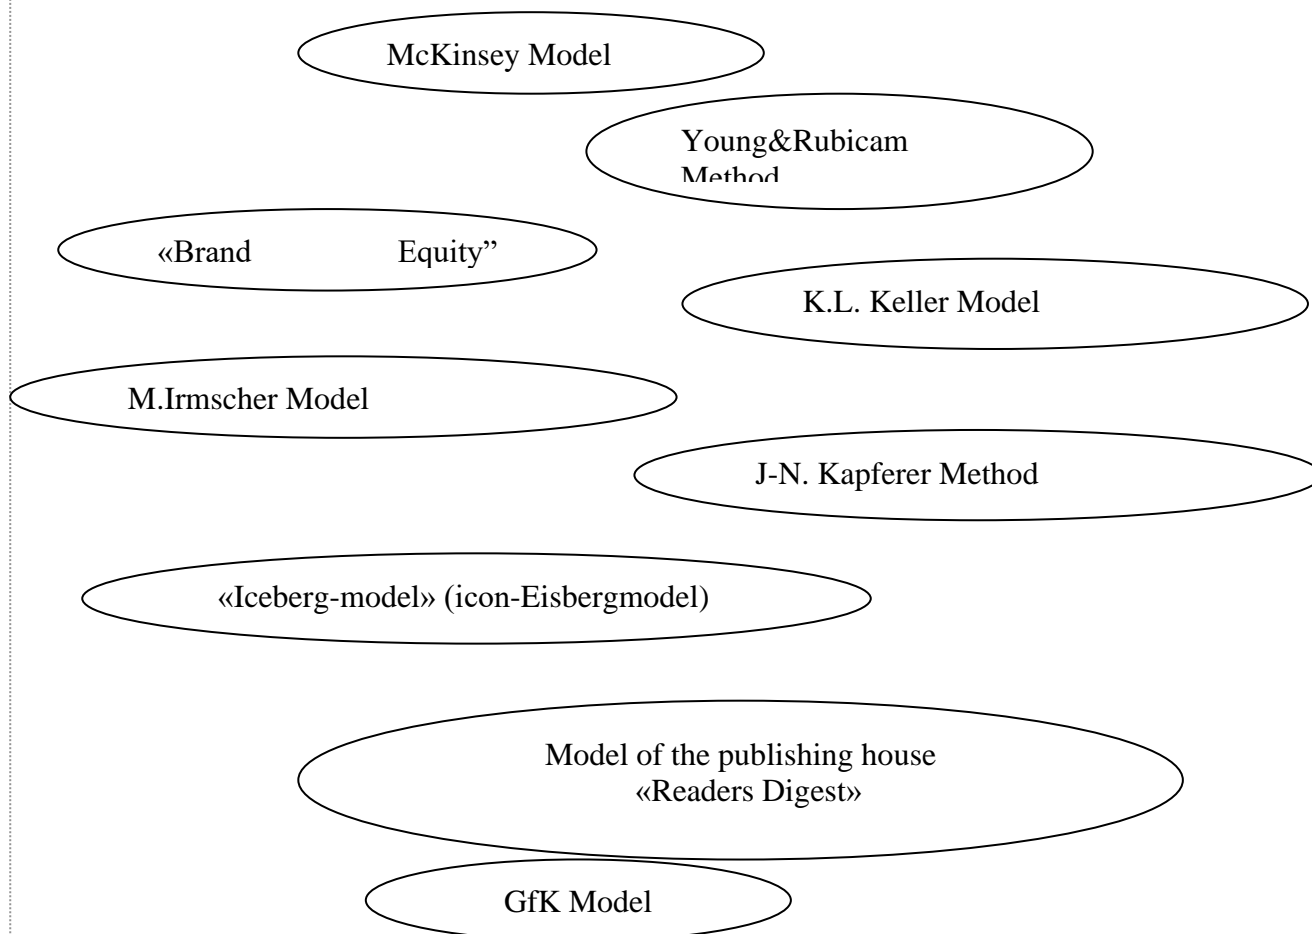 McKinsey Model
Young&Rubicam
Method
«Brand Equity”
K.L. Keller Model
M.Irmscher Model
J-N. Kapferer Method
«Iceberg-model» (icon-Eisbergmodel)
Model of the publishing house
«Readers Digest»
GfK Model